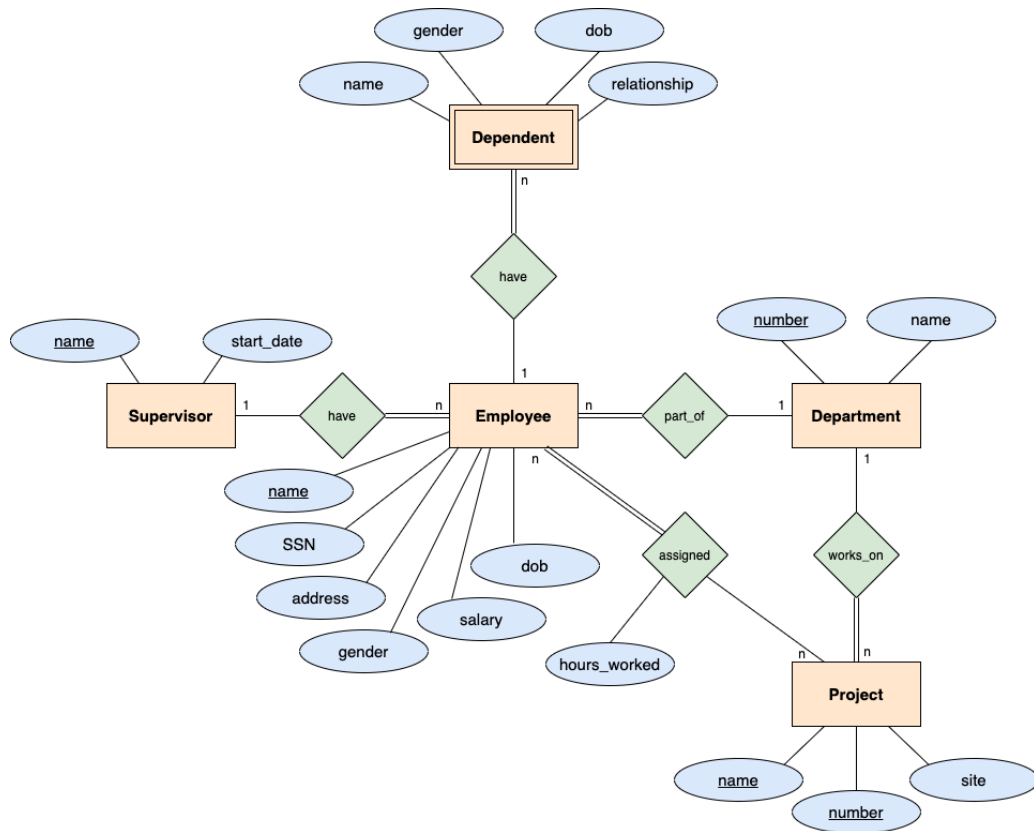 gender
dob
name
relationship
Dependent
n
have
number
name
name
start_date
1
Supervisor
1
have
n
Employee
n
part_of
1
Department
n
1
name
SSN
dob
assigned
works_on
address
salary
gender
hours_worked
n
n
Project
name
site
number